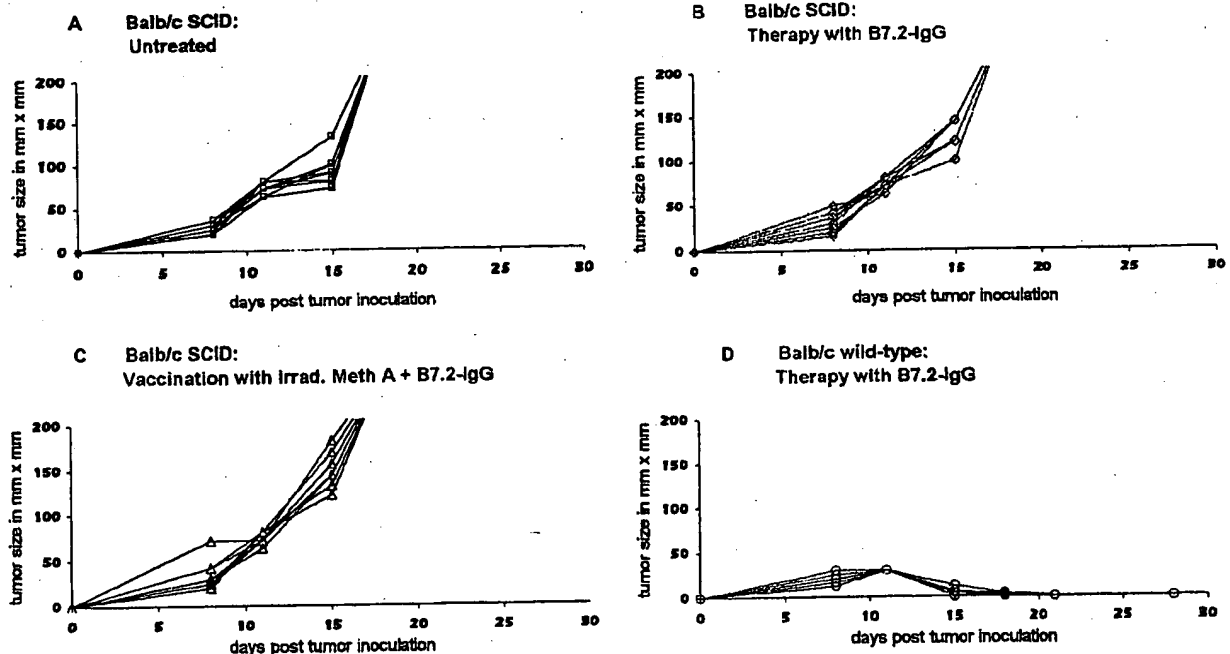 A Balb/c SCID:
Untreated
200
150
100
50
0
tumor size in mm x mm
0 5 10 15 20 25 30
days post tumor inoculation
B Balb/c SCID:
Therapy with B7.2-IgG
200
150
100
50
0
tumor size in mm x mm
0 5 10 15 20 25 30
days post tumor inoculation
C Balb/c SCID:
Vaccination with irrad. Meth A + B7.2-IgG
200
150
100
50
0
tumor size in mm x mm
0 5 10 15 20 25 30
days post tumor inoculation
D Balb/c wild-type:
Therapy with B7.2-IgG
200
150
100
50
0
tumor size in mm x mm
0 5 10 15 20 25 30
days post tumor inoculation